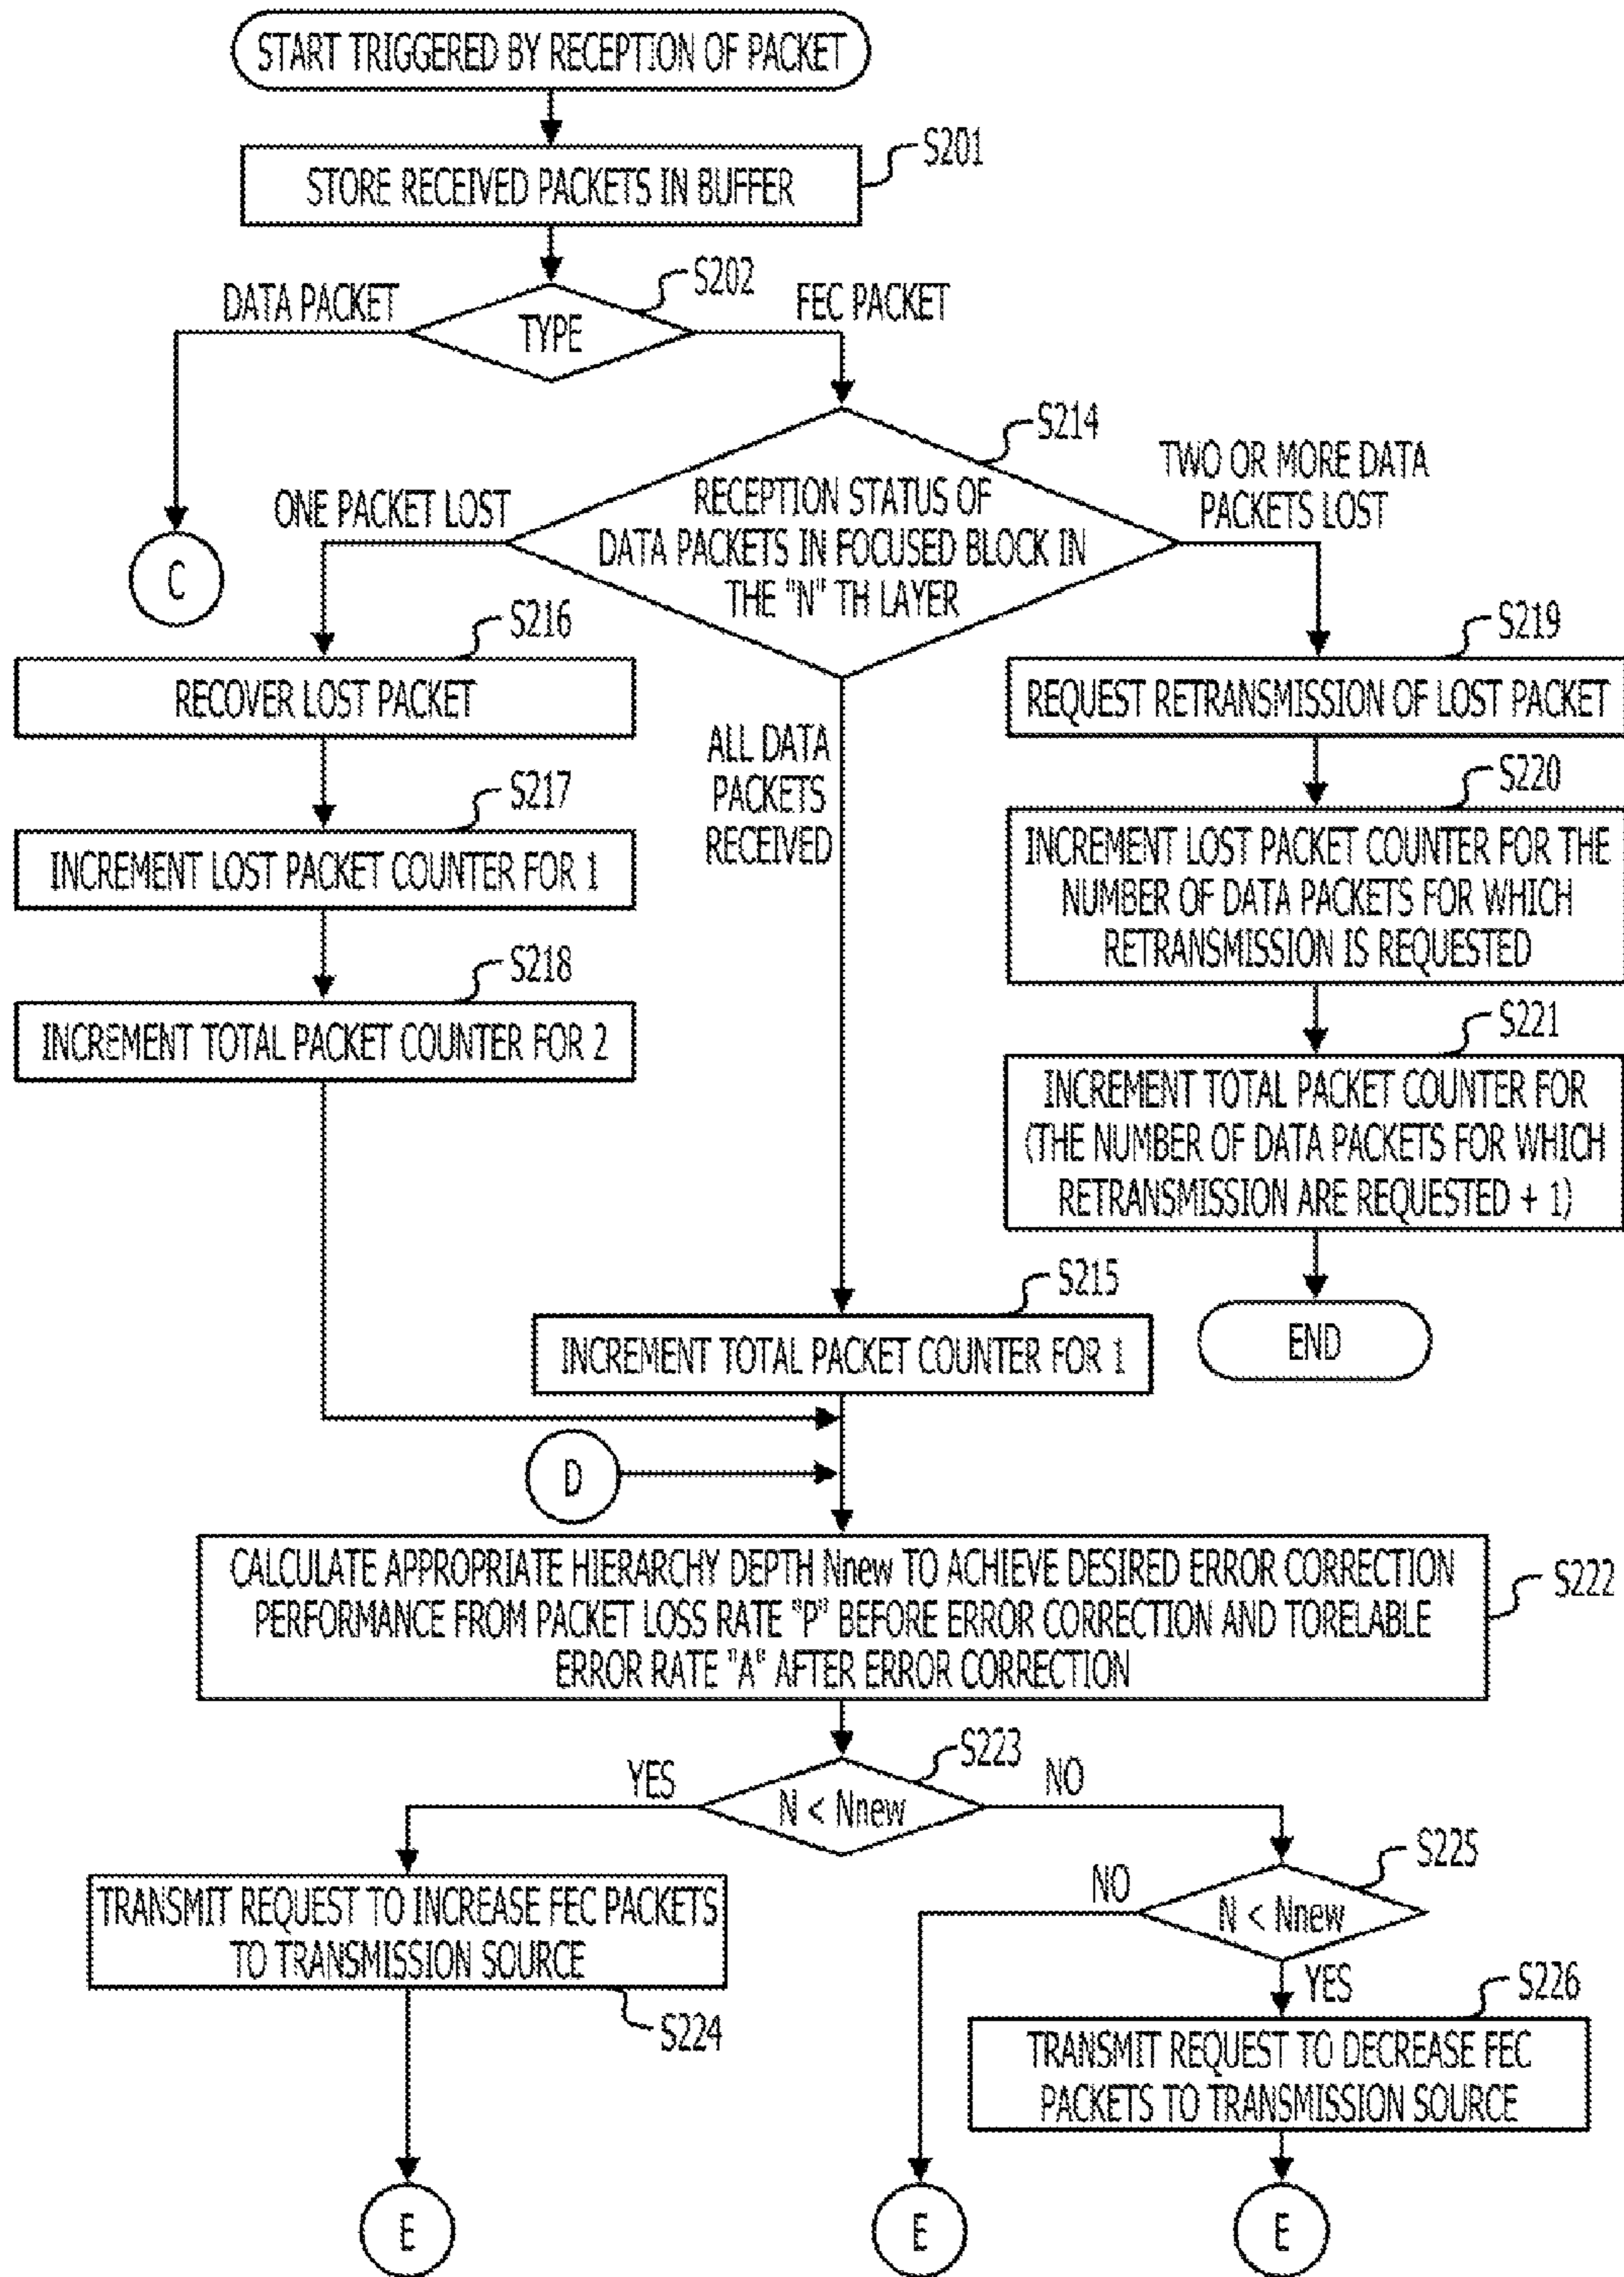 START TRIGGERED BY RECEPTION OF PACKET
S201
STORE RECEIVED PACKETS IN BUFFER
S202
DATA PACKET
TYPE
FEC PACKET
S214
ONE PACKET LOST
RECEPTION STATUS OF
DATA PACKETS IN FOCUSED BLOCK IN
THE "N" TH LAYER
TWO OR MORE DATA
PACKETS LOST
C
S216
RECOVER LOST PACKET
S217
INCREMENT LOST PACKET COUNTER FOR 1
S218
INCREMENT TOTAL PACKET COUNTER FOR 2
ALL DATA
PACKETS
RECEIVED
S219
REQUEST RETRANSMISSION OF LOST PACKET
S220
INCREMENT LOST PACKET COUNTER FOR THE
NUMBER OF DATA PACKETS FOR WHICH
RETRANSMISSION IS REQUESTED
S221
INCREMENT TOTAL PACKET COUNTER FOR
(THE NUMBER OF DATA PACKETS FOR WHICH
RETRANSMISSION ARE REQUESTED + 1)
END
S215
INCREMENT TOTAL PACKET COUNTER FOR 1
D
CALCULATE APPROPRIATE HIERARCHY DEPTH Nnew TO ACHIEVE DESIRED ERROR CORRECTION
PERFORMANCE FROM PACKET LOSS RATE "P" BEFORE ERROR CORRECTION AND TORELABLE
ERROR RATE "A" AFTER ERROR CORRECTION
S222
S223
YES
N < Nnew
NO
TRANSMIT REQUEST TO INCREASE FEC PACKETS
TO TRANSMISSION SOURCE
S224
S225
NO
N < Nnew
YES
S226
TRANSMIT REQUEST TO DECREASE FEC
PACKETS TO TRANSMISSION SOURCE
E
E
E